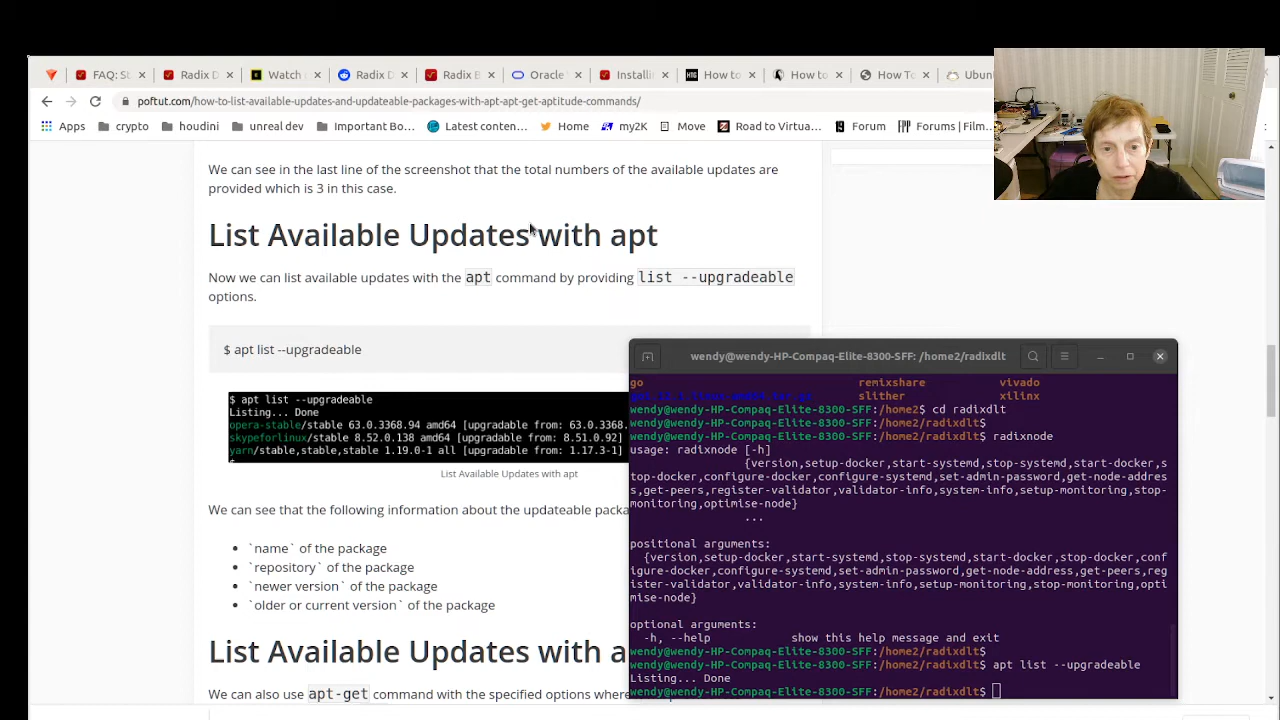 FAQ: St
Radix D
Watch
Radix D
Radix B
Oracle
Installin
HTG How to
How to
How To
Ubun
poftut.com/how-to-list-available-updates-and-updateable-packages-with-apt-apt-get-aptitude-commands/
Apps crypto houdini unreal dev Important Bo... Latest conten... Home my2K Move Road to Virtua... Forum Forums | Film...
We can see in the last line of the screenshot that the total numbers of the available updates are
provided which is 3 in this case.
List Available Updates with apt
Now we can list available updates with the apt command by providing list --upgradeable
options.
$ apt list --upgradeable
$ apt list --upgradeable
Listing... Done
opera-stable/stable 63.0.3368.94 amd64 [upgradable from: 63.0.3368.
skypeforlinux/stable 8.52.0.138 amd64 [upgradable from: 8.51.0.92]
yarn/stable,stable,stable 1.19.0-1 all [upgradable from: 1.17.3-1]
List Available Updates with apt
We can see that the following information about the updateable packa
• `name` of the package
• `repository` of the package
• `newer version` of the package
• `older or current version` of the package
List Available Updates with a
We can also use apt-get command with the specified options where
wendy@wendy-HP-Compaq-Elite-8300-SFF: /home2/radixdlt
go remixshare vivado
slither xilinx
wendy@wendy-HP-Compaq-Elite-8300-SFF:/home2$ cd radixdlt
wendy@wendy-HP-Compaq-Elite-8300-SFF:/home2/radixdlt$
wendy@wendy-HP-Compaq-Elite-8300-SFF:/home2/radixdlt$ radixnode
usage: radixnode [-h]
{version,setup-docker,start-systemd,stop-systemd,start-docker,s
top-docker,configure-docker,configure-systemd,set-admin-password,get-node-addres
s,get-peers,register-validator,validator-info,system-info,setup-monitoring,stop-
monitoring,optimise-node}
...
positional arguments:
{version,setup-docker,start-systemd,stop-systemd,start-docker,stop-docker,conf
igure-docker,configure-systemd,set-admin-password,get-node-address,get-peers,reg
ister-validator,validator-info,system-info,setup-monitoring,stop-monitoring,opti
mise-node}
optional arguments:
-h, --help show this help message and exit
wendy@wendy-HP-Compaq-Elite-8300-SFF:/home2/radixdlt$
wendy@wendy-HP-Compaq-Elite-8300-SFF:/home2/radixdlt$ apt list --upgradeable
Listing... Done
wendy@wendy-HP-Compaq-Elite-8300-SFF:/home2/radixdlt$